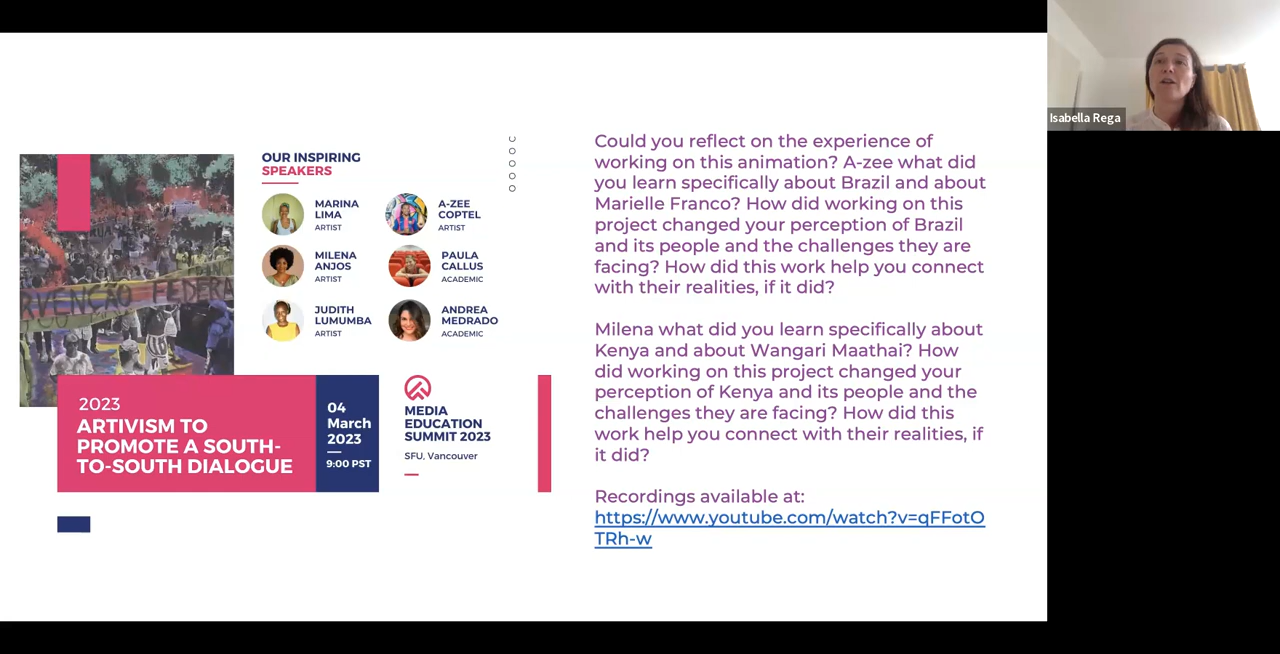 OUR INSPIRING
SPEAKERS
MARINA
LIMA
ARTIST
A-ZEE
COPTEL
ARTIST
MILENA
ANJOS
ARTIST
PAULA
CALLUS
ACADEMIC
JUDITH
LUMUMBA
ARTIST
ANDREA
MEDRADO
ACADEMIC
RVENÇÃO FEDERA
2023
ARTIVISM TO
PROMOTE A SOUTH-
TO-SOUTH DIALOGUE
04
March
2023
9:00 PST
MEDIA
EDUCATION
SUMMIT 2023
SFU, Vancouver
Could you reflect on the experience of
working on this animation? A-zee what did
you learn specifically about Brazil and about
Marielle Franco? How did working on this
project changed your perception of Brazil
and its people and the challenges they are
facing? How did this work help you connect
with their realities, if it did?
Milena what did you learn specifically about
Kenya and about Wangari Maathai? How
did working on this project changed your
perception of Kenya and its people and the
challenges they are facing? How did this
work help you connect with their realities, if
it did?
Recordings available at:
https://www.youtube.com/watch?v=qFFotO
TRh-w
Isabella Rega